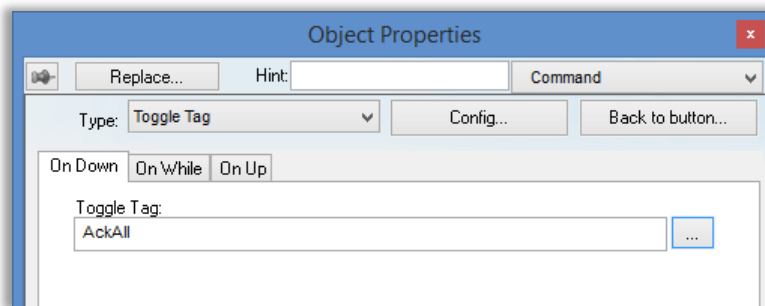 Object Properties x
Replace... Hint: Command
Type: Toggle Tag Config... Back to button...
On Down On While On Up
Toggle Tag:
AckAll ...